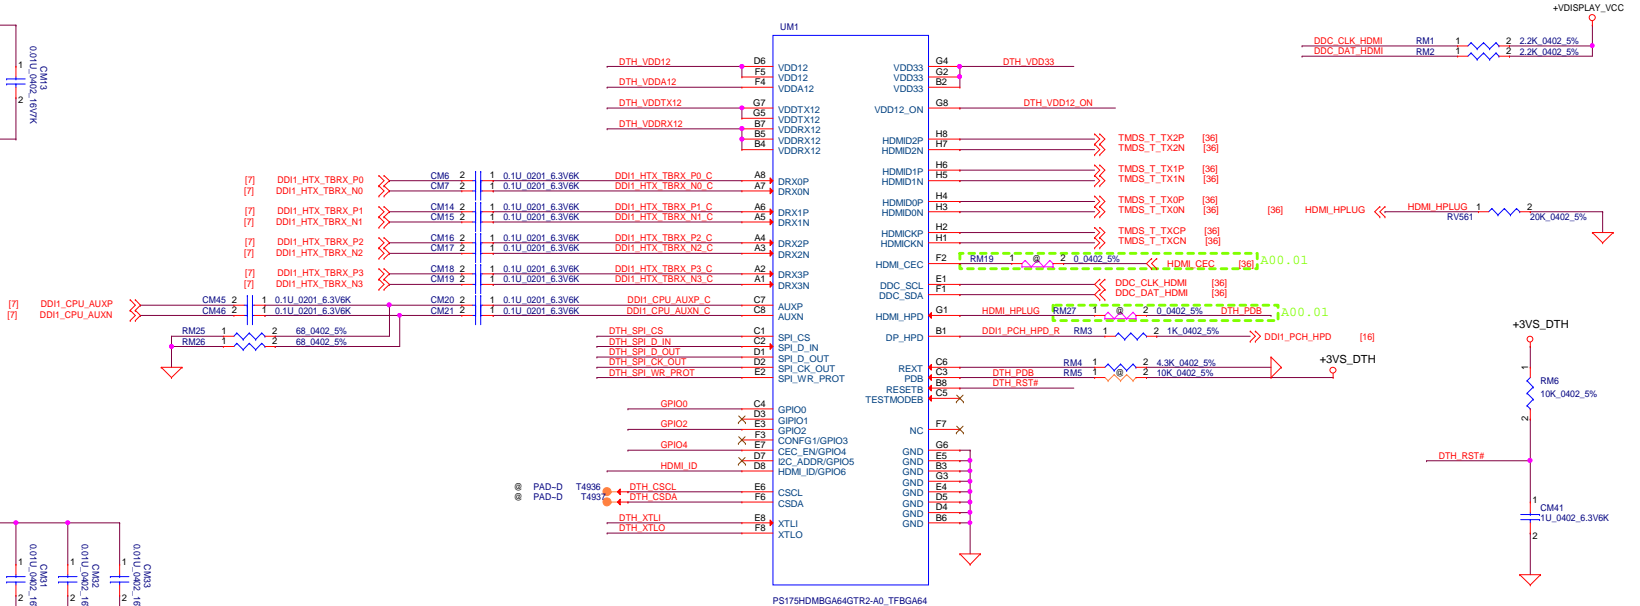 +VDISPLAY_VCC
UM1
DDC_CLK_HDMI RM1 1 2 2.2K_0402_5%
DDC_DAT_HDMI RM2 1 2 2.2K_0402_5%
1 CM13
0.01U_0402_16V7K
2
DTH_VDD12 D6 VDD12
F5 VDD12
DTH_VDDA12 F4 VDDA12
DTH_VDDTX12 G7 VDDTX12
G5 VDDTX12
DTH_VDDRX12 B7 VDDRX12
B5 VDDRX12
B4 VDDRX12
VDD33 G4 DTH_VDD33
VDD33 G2
VDD33 B2
VDD12_ON G8 DTH_VDD12_ON
HDMID2P H8 TMDS_T_TX2P [36]
HDMID2N H7 TMDS_T_TX2N [36]
HDMID1P H6 TMDS_T_TX1P [36]
HDMID1N H5 TMDS_T_TX1N [36]
HDMID0P H4 TMDS_T_TX0P [36]
HDMID0N H3 TMDS_T_TX0N [36]
HDMICKP H2 TMDS_T_TXCP [36]
HDMICKN H1 TMDS_T_TXCN [36]
[36] HDMI_HPLUG HDMI_HPLUG 1 RV561 2 20K_0402_5%
[7] DDI1_HTX_TBRX_P0 CM6 2 1 0.1U_0201_6.3V6K DDI1_HTX_TBRX_P0_C A8 DRX0P
[7] DDI1_HTX_TBRX_N0 CM7 2 1 0.1U_0201_6.3V6K DDI1_HTX_TBRX_N0_C A7 DRX0N
[7] DDI1_HTX_TBRX_P1 CM14 2 1 0.1U_0201_6.3V6K DDI1_HTX_TBRX_P1_C A6 DRX1P
[7] DDI1_HTX_TBRX_N1 CM15 2 1 0.1U_0201_6.3V6K DDI1_HTX_TBRX_N1_C A5 DRX1N
[7] DDI1_HTX_TBRX_P2 CM16 2 1 0.1U_0201_6.3V6K DDI1_HTX_TBRX_P2_C A4 DRX2P
[7] DDI1_HTX_TBRX_N2 CM17 2 1 0.1U_0201_6.3V6K DDI1_HTX_TBRX_N2_C A3 DRX2N
[7] DDI1_HTX_TBRX_P3 CM18 2 1 0.1U_0201_6.3V6K DDI1_HTX_TBRX_P3_C A2 DRX3P
[7] DDI1_HTX_TBRX_N3 CM19 2 1 0.1U_0201_6.3V6K DDI1_HTX_TBRX_N3_C A1 DRX3N
HDMI_CEC F2 RM19 1 @ 2 0_0402_5% HDMI_CEC [36] A00.01
DDC_SCL E1 DDC_CLK_HDMI [36]
DDC_SDA F1 DDC_DAT_HDMI [36]
[7] DDI1_CPU_AUXP CM45 2 1 0.1U_0201_6.3V6K CM20 2 1 0.1U_0201_6.3V6K DDI1_CPU_AUXP_C C7 AUXP
[7] DDI1_CPU_AUXN CM46 2 1 0.1U_0201_6.3V6K CM21 2 1 0.1U_0201_6.3V6K DDI1_CPU_AUXN_C C8 AUXN
HDMI_HPD G1 HDMI_HPLUG RM27 1 @ 2 0_0402_5% DTH_PDB A00.01
RM25 1 2 68_0402_5%
RM26 1 2 68_0402_5%
DP_HPD B1 DDI1_PCH_HPD_R RM3 1 2 1K_0402_5% DDI1_PCH_HPD [16]
DTH_SPI_CS C1 SPI_CS
DTH_SPI_D_IN C2 SPI_D_IN
DTH_SPI_D_OUT D1 SPI_D_OUT
DTH_SPI_CK_OUT D2 SPI_CK_OUT
DTH_SPI_WR_PROT E2 SPI_WR_PROT
REXT C6 RM4 1 2 4.3K_0402_5%
PDB C3 DTH_PDB RM5 1 @ 2 10K_0402_5% +3VS_DTH
RESETB B8 DTH_RST#
TESTMODEB C5
+3VS_DTH
1
RM6
10K_0402_5%
2
GPIO0 C4 GPIO0
D3 GIPIO1
GPIO2 E3 GPIO2
F3 CONFG1/GPIO3
GPIO4 E7 CEC_EN/GPIO4
D7 I2C_ADDR/GPIO5
HDMI_ID D8 HDMI_ID/GPIO6
NC F7
GND G6
GND E5
GND B3
GND G3
GND E4
GND D5
GND D4
GND B6
DTH_RST#
@ PAD-D T4936 DTH_CSCL E6 CSCL
@ PAD-D T4937 DTH_CSDA F6 CSDA
DTH_XTLI E8 XTLI
DTH_XTLO F8 XTLO
1
CM41
1U_0402_6.3V6K
2
1 CM31
0.01U_0402_16
2
1 CM32
0.01U_0402_16
2
1 CM33
0.01U_0402_16
2
PS175HDMBGA64GTR2-A0_TFBGA64